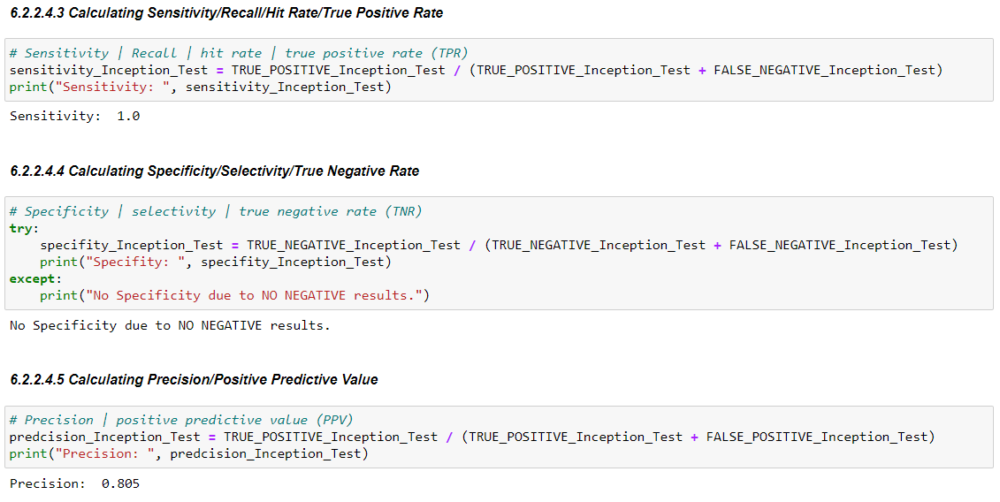 6.2.2.4.3 Calculating Sensitivity/Recall/Hit Rate/True Positive Rate
# Sensitivity | Recall | hit rate | true positive rate (TPR)
sensitivity_Inception_Test = TRUE_POSITIVE_Inception_Test / (TRUE_POSITIVE_Inception_Test + FALSE_NEGATIVE_Inception_Test)
print("Sensitivity: ", sensitivity_Inception_Test)
Sensitivity:  1.0
6.2.2.4.4 Calculating Specificity/Selectivity/True Negative Rate
# Specificity | selectivity | true negative rate (TNR)
try:
    specifity_Inception_Test = TRUE_NEGATIVE_Inception_Test / (TRUE_NEGATIVE_Inception_Test + FALSE_NEGATIVE_Inception_Test)
    print("Specifity: ", specifity_Inception_Test)
except:
    print("No Specificity due to NO NEGATIVE results.")
No Specificity due to NO NEGATIVE results.
6.2.2.4.5 Calculating Precision/Positive Predictive Value
# Precision | positive predictive value (PPV)
predcision_Inception_Test = TRUE_POSITIVE_Inception_Test / (TRUE_POSITIVE_Inception_Test + FALSE_POSITIVE_Inception_Test)
print("Precision: ", predcision_Inception_Test)
Precision:  0.805